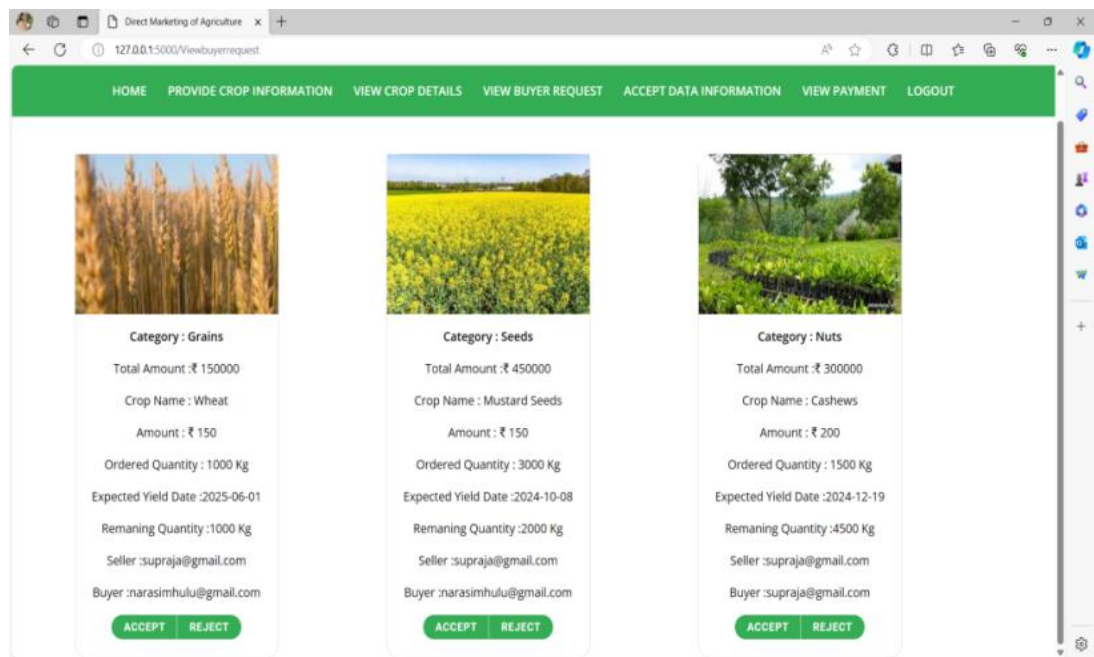 Direct Marketing of Agriculture
127.0.0.1:5000/Viewbuyerrequest
HOME PROVIDE CROP INFORMATION VIEW CROP DETAILS VIEW BUYER REQUEST ACCEPT DATA INFORMATION VIEW PAYMENT LOGOUT
Category : Grains
Total Amount :₹ 150000
Crop Name : Wheat
Amount : ₹ 150
Ordered Quantity : 1000 Kg
Expected Yield Date :2025-06-01
Remaning Quantity :1000 Kg
Seller :supraja@gmail.com
Buyer :narasimhulu@gmail.com
ACCEPT REJECT
Category : Seeds
Total Amount :₹ 450000
Crop Name : Mustard Seeds
Amount : ₹ 150
Ordered Quantity : 3000 Kg
Expected Yield Date :2024-10-08
Remaning Quantity :2000 Kg
Seller :supraja@gmail.com
Buyer :narasimhulu@gmail.com
ACCEPT REJECT
Category : Nuts
Total Amount :₹ 300000
Crop Name : Cashews
Amount : ₹ 200
Ordered Quantity : 1500 Kg
Expected Yield Date :2024-12-19
Remaning Quantity :4500 Kg
Seller :supraja@gmail.com
Buyer :supraja@gmail.com
ACCEPT REJECT